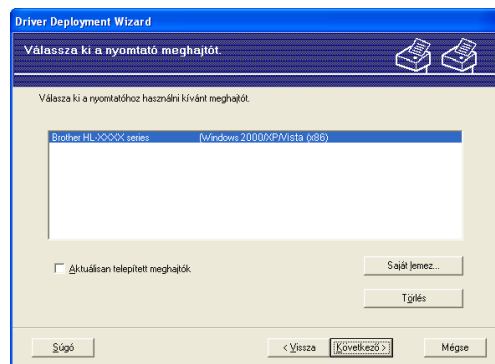 Driver Deployment Wizard
Válassza ki a nyomtató meghajtót.
Válasza ki a nyomtatóhoz használni kívánt meghajtót.
Brother HL-XXXX series (Windows 2000/XP/Vista (x86)
Aktuálisan telepített meghajtók
Saját lemez...
Törlés
Súgó
< Vissza
Következő >
Mégse